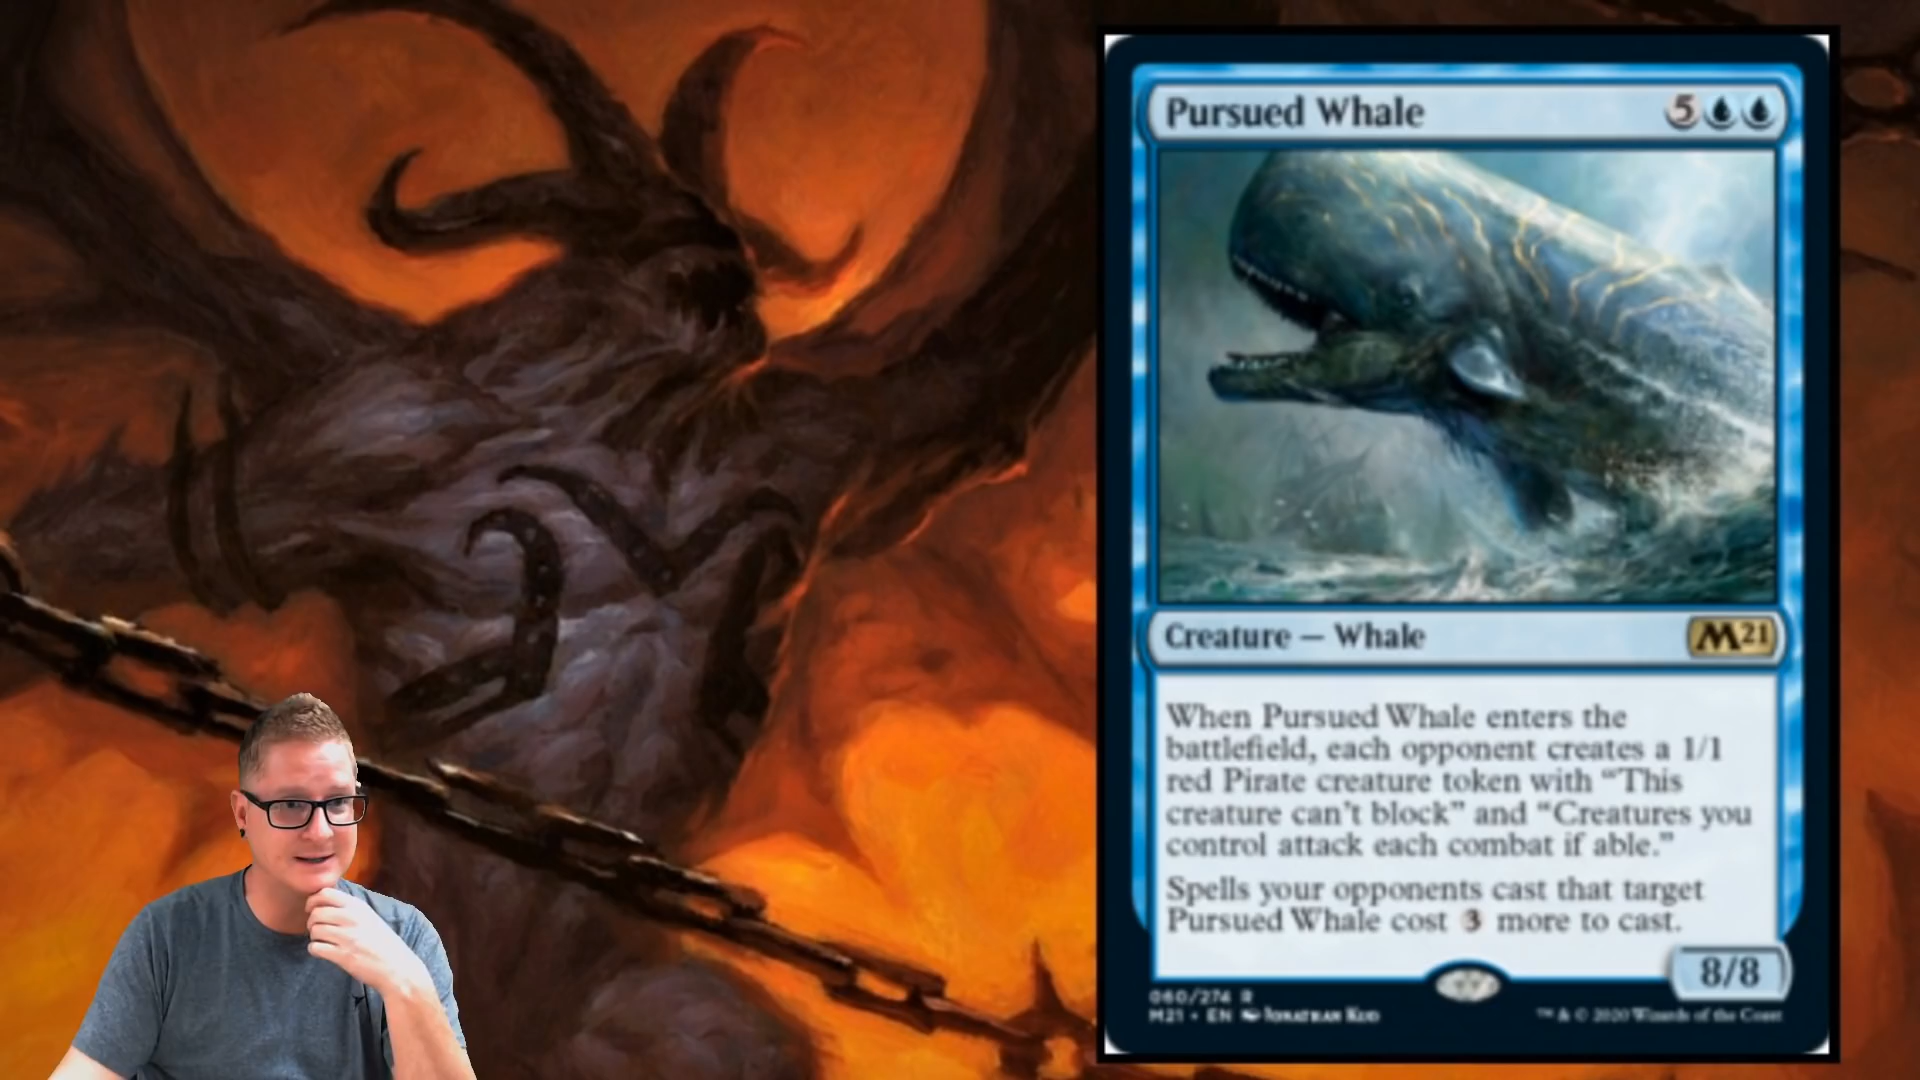 Pursued Whale 5
Creature — Whale M21
When Pursued Whale enters the
battlefield, each opponent creates a 1/1
red Pirate creature token with “This
creature can’t block” and “Creatures you
control attack each combat if able.”
Spells your opponents cast that target
Pursued Whale cost 3 more to cast.
8/8
060/274 R
M21 • EN Jonathan Kuo
™ & © 2020 Wizards of the Coast